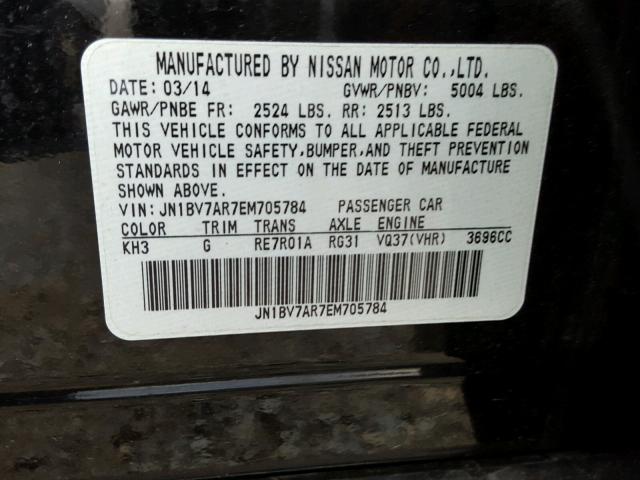 MANUFACTURED BY NISSAN MOTOR CO.,LTD.
DATE: 03/14 GVWR/PNBV: 5004 LBS.
GAWR/PNBE FR: 2524 LBS. RR: 2513 LBS.
THIS VEHICLE CONFORMS TO ALL APPLICABLE FEDERAL
MOTOR VEHICLE SAFETY,BUMPER,AND THEFT PREVENTION
STANDARDS IN EFFECT ON THE DATE OF MANUFACTURE
SHOWN ABOVE.
VIN: JN1BV7AR7EM705784 PASSENGER CAR
COLOR TRIM TRANS AXLE ENGINE
KH3 G RE7R01A RG31 VQ37(VHR) 3696CC
JN1BV7AR7EM705784